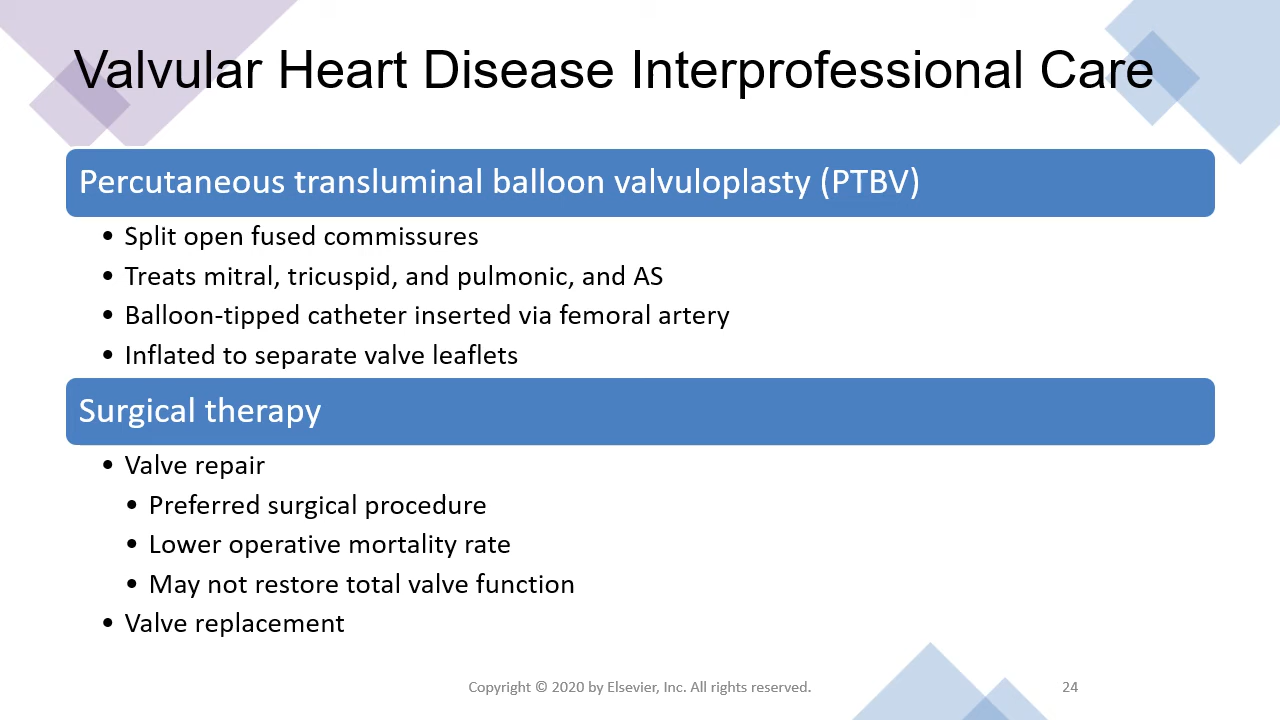 Valvular Heart Disease Interprofessional Care
Percutaneous transluminal balloon valvuloplasty (PTBV)
• Split open fused commissures
• Treats mitral, tricuspid, and pulmonic, and AS
• Balloon-tipped catheter inserted via femoral artery
• Inflated to separate valve leaflets
Surgical therapy
• Valve repair
• Preferred surgical procedure
• Lower operative mortality rate
• May not restore total valve function
• Valve replacement
Copyright © 2020 by Elsevier, Inc. All rights reserved.
24